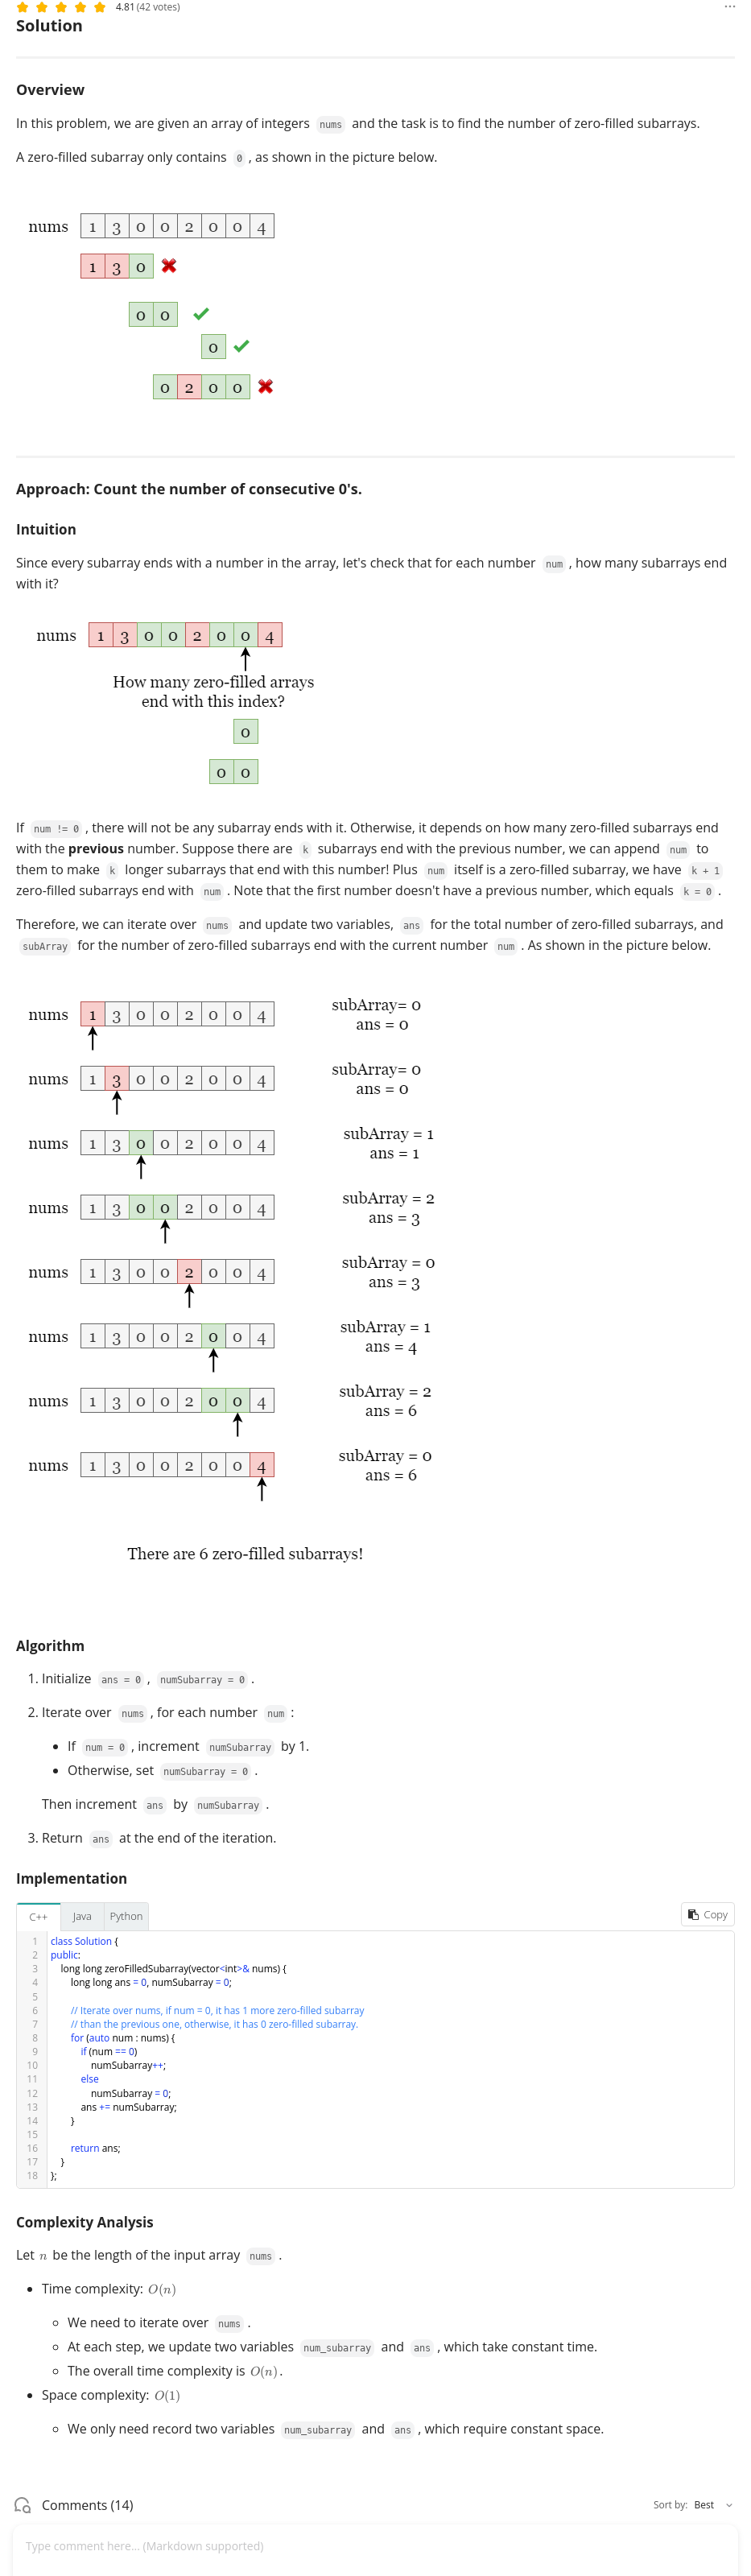 4.81 (42 votes)
Solution
Overview
In this problem, we are given an array of integers nums and the task is to find the number of zero-filled subarrays.
A zero-filled subarray only contains 0 , as shown in the picture below.
nums 1 3 0 0 2 0 0 4
1 3 0
0 0
0
0 2 0 0
Approach: Count the number of consecutive 0's.
Intuition
Since every subarray ends with a number in the array, let's check that for each number num , how many subarrays end
with it?
nums 1 3 0 0 2 0 0 4
How many zero-filled arrays
end with this index?
0
0 0
If num != 0 , there will not be any subarray ends with it. Otherwise, it depends on how many zero-filled subarrays end
with the previous number. Suppose there are k subarrays end with the previous number, we can append num to
them to make k longer subarrays that end with this number! Plus num itself is a zero-filled subarray, we have k + 1
zero-filled subarrays end with num . Note that the first number doesn't have a previous number, which equals k = 0 .
Therefore, we can iterate over nums and update two variables, ans for the total number of zero-filled subarrays, and
subArray for the number of zero-filled subarrays end with the current number num . As shown in the picture below.
nums 1 3 0 0 2 0 0 4 subArray= 0
ans = 0
nums 1 3 0 0 2 0 0 4 subArray= 0
ans = 0
nums 1 3 0 0 2 0 0 4 subArray = 1
ans = 1
nums 1 3 0 0 2 0 0 4 subArray = 2
ans = 3
nums 1 3 0 0 2 0 0 4 subArray = 0
ans = 3
nums 1 3 0 0 2 0 0 4 subArray = 1
ans = 4
nums 1 3 0 0 2 0 0 4 subArray = 2
ans = 6
nums 1 3 0 0 2 0 0 4 subArray = 0
ans = 6
There are 6 zero-filled subarrays!
Algorithm
1. Initialize ans = 0 , numSubarray = 0 .
2. Iterate over nums , for each number num :
• If num = 0 , increment numSubarray by 1.
• Otherwise, set numSubarray = 0 .
Then increment ans by numSubarray .
3. Return ans at the end of the iteration.
Implementation
C++ Java Python Copy
1 class Solution {
2 public:
3 long long zeroFilledSubarray(vector<int>& nums) {
4 long long ans = 0, numSubarray = 0;
5
6 // Iterate over nums, if num = 0, it has 1 more zero-filled subarray
7 // than the previous one, otherwise, it has 0 zero-filled subarray.
8 for (auto num : nums) {
9 if (num == 0)
10 numSubarray++;
11 else
12 numSubarray = 0;
13 ans += numSubarray;
14 }
15
16 return ans;
17 }
18 };
Complexity Analysis
Let n be the length of the input array nums .
• Time complexity: O(n)
○ We need to iterate over nums .
○ At each step, we update two variables num_subarray and ans , which take constant time.
○ The overall time complexity is O(n).
• Space complexity: O(1)
○ We only need record two variables num_subarray and ans , which require constant space.
Comments (14) Sort by: Best
Type comment here... (Markdown supported)